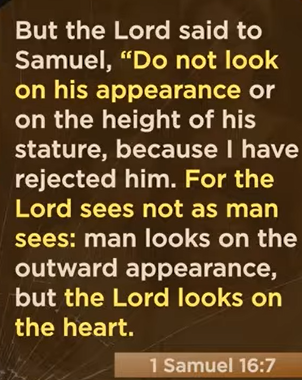 But the Lord said to
Samuel, “Do not look
on his appearance or
on the height of his
stature, because I have
rejected him. For the
Lord sees not as man
sees: man looks on the
outward appearance,
but the Lord looks on
the heart.
1 Samuel 16:7